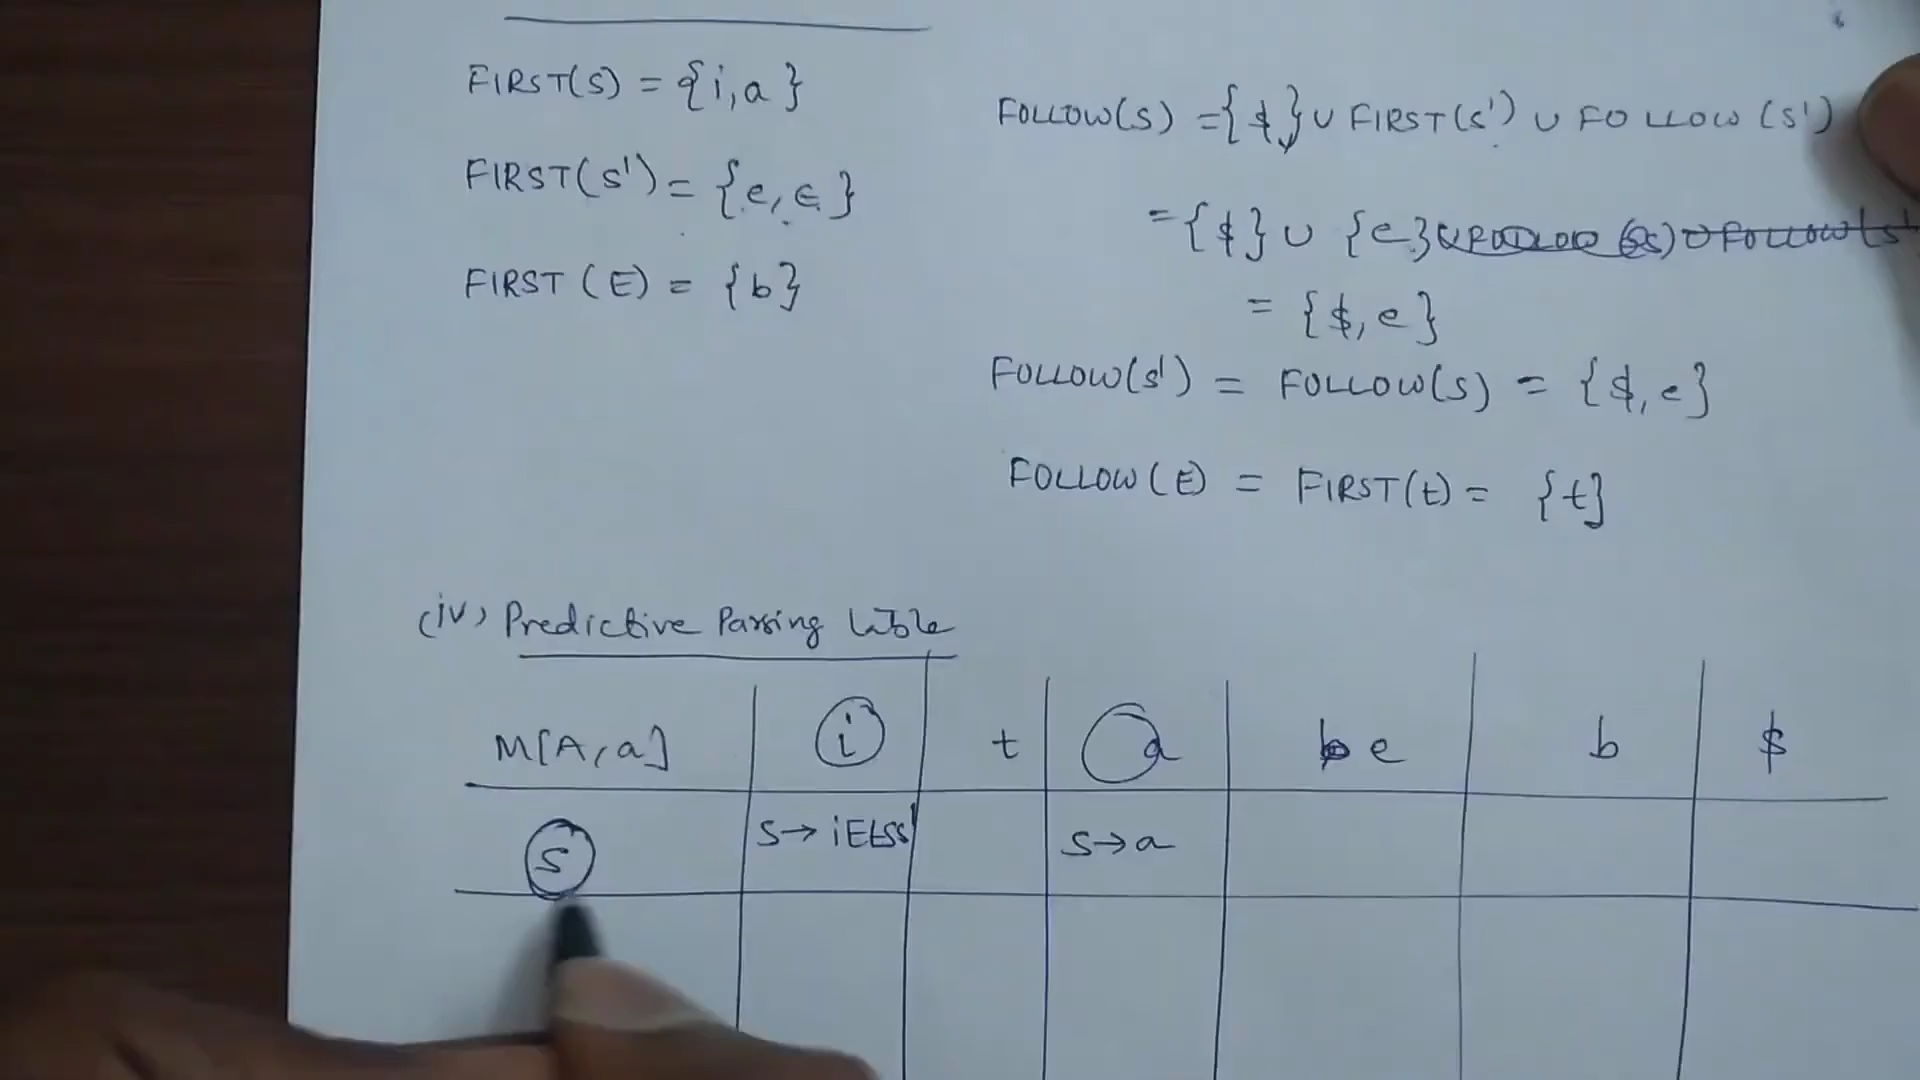 FIRST(S) = {i,a}
FIRST(S') = {e,ϵ}
FIRST (E) = {b}
FOLLOW(S) = {$} ∪ FIRST(S') ∪ FOLLOW (S')
= {$} ∪ {e}
= {$,e}
FOLLOW(S') = FOLLOW(S) = {$,e}
FOLLOW(E) = FIRST(t) = {t}
(iv) Predictive Parsing table
M[A,a] i t a e b $
S S→iEtSS' S→a